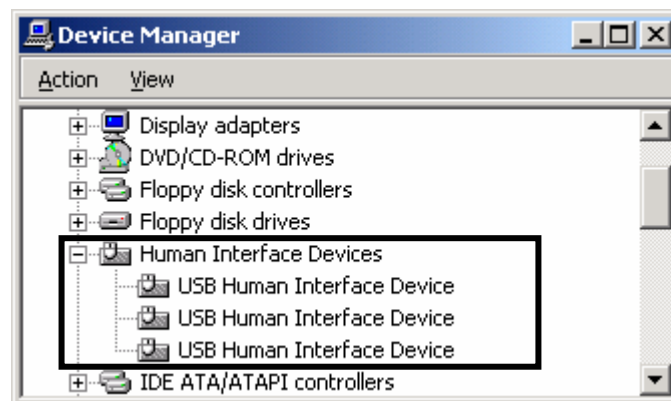 Device Manager
Action View
Display adapters
DVD/CD-ROM drives
Floppy disk controllers
Floppy disk drives
Human Interface Devices
USB Human Interface Device
USB Human Interface Device
USB Human Interface Device
IDE ATA/ATAPI controllers